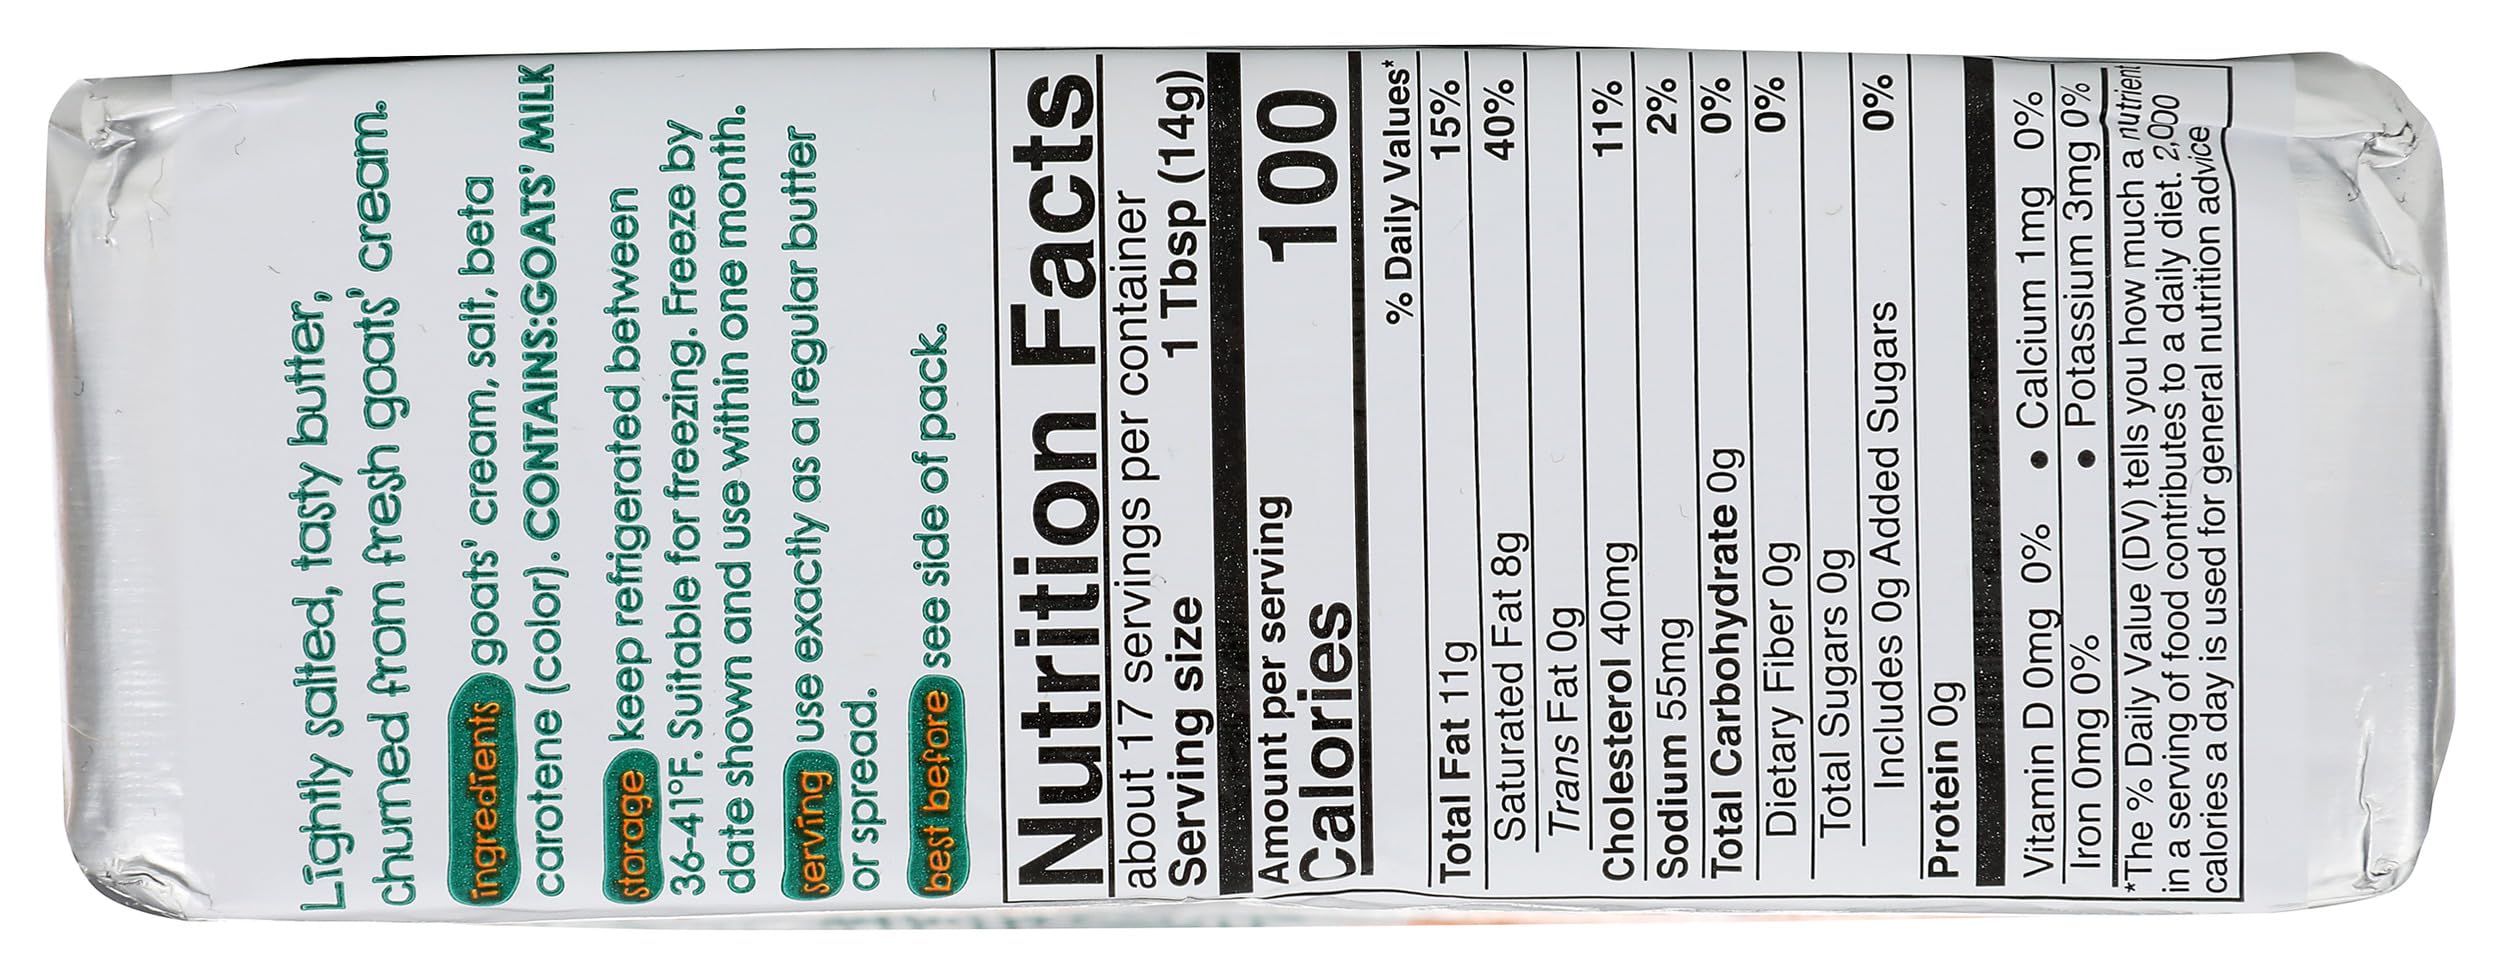 Lightly salted, tasty butter,
churned from fresh goats' cream.
ingredients goats' cream, salt, beta
carotene (color). CONTAINS:GOATS' MILK
storage keep refrigerated between
36-41°F. Suitable for freezing. Freeze by
date shown and use within one month.
serving use exactly as a regular butter
or spread.
best before see side of pack.
Nutrition Facts
about 17 servings per container
Serving size 1 Tbsp (14g)
Amount per serving
Calories 100
% Daily Values*
Total Fat 11g 15%
Saturated Fat 8g 40%
Trans Fat 0g
Cholesterol 40mg 11%
Sodium 55mg 2%
Total Carbohydrate 0g 0%
Dietary Fiber 0g 0%
Total Sugars 0g
Includes 0g Added Sugars 0%
Protein 0g
Vitamin D 0mg 0% • Calcium 1mg 0%
Iron 0mg 0% • Potassium 3mg 0%
*The % Daily Value (DV) tells you how much a nutrient
in a serving of food contributes to a daily diet. 2,000
calories a day is used for general nutrition advice